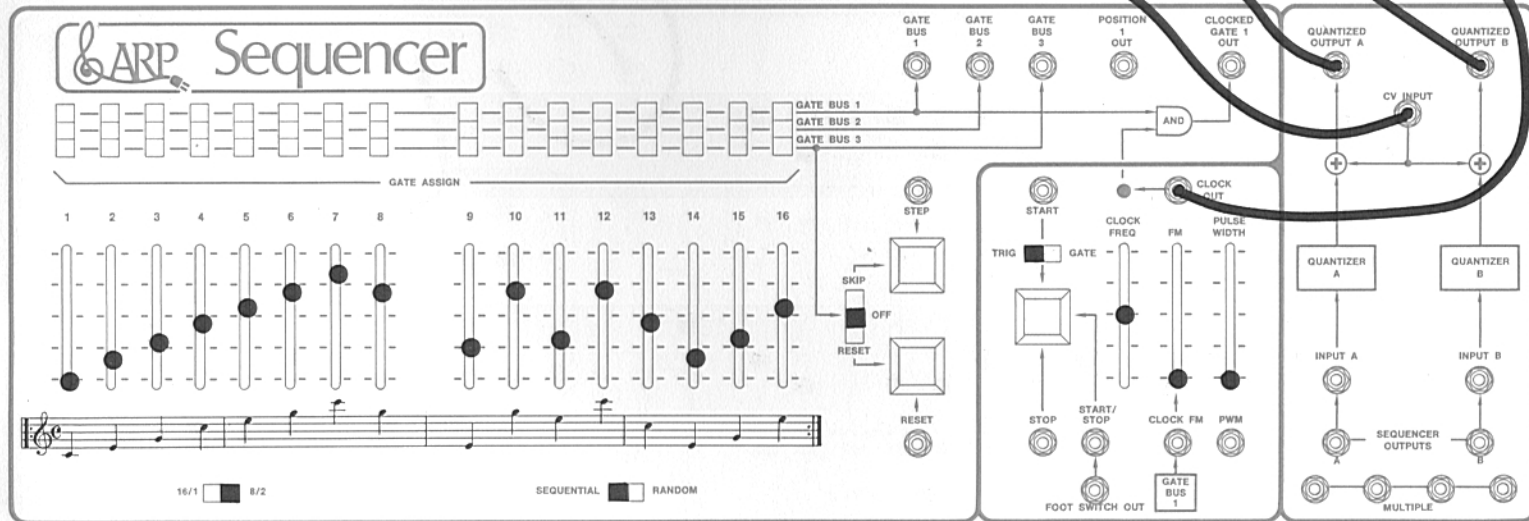 ARP Sequencer
GATE BUS 1
GATE BUS 2
GATE BUS 3
POSITION 1 OUT
CLOCKED GATE 1 OUT
GATE BUS 1
GATE BUS 2
GATE BUS 3
AND
GATE ASSIGN
1 2 3 4 5 6 7 8 9 10 11 12 13 14 15 16
STEP
SKIP
OFF
RESET
RESET
16/1 8/2
SEQUENTIAL RANDOM
START
CLOCK OUT
TRIG GATE
CLOCK FREQ
FM
PULSE WIDTH
STOP
START/STOP
CLOCK FM
PWM
FOOT SWITCH OUT
GATE BUS 1
QUANTIZED OUTPUT A
QUANTIZED OUTPUT B
CV INPUT
QUANTIZER A
QUANTIZER B
INPUT A
INPUT B
SEQUENCER OUTPUTS
A B
MULTIPLE